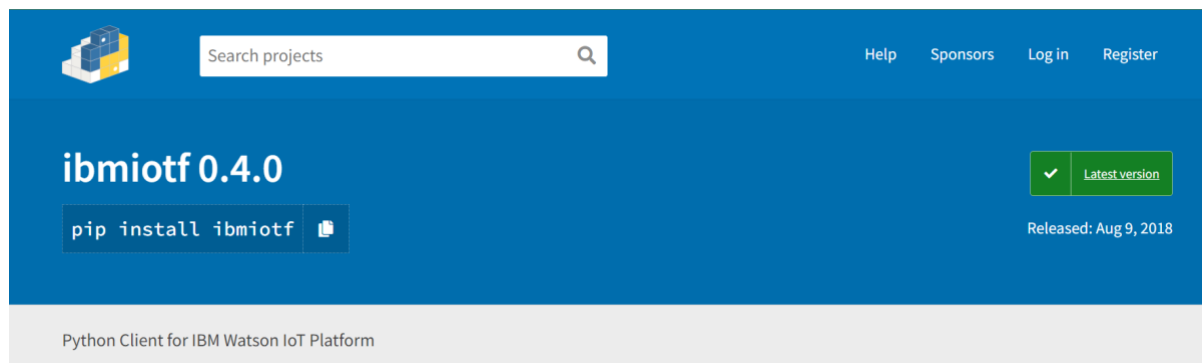 Search projects
Help Sponsors Log in Register
ibmiotf 0.4.0
Latest version
pip install ibmiotf
Released: Aug 9, 2018
Python Client for IBM Watson IoT Platform